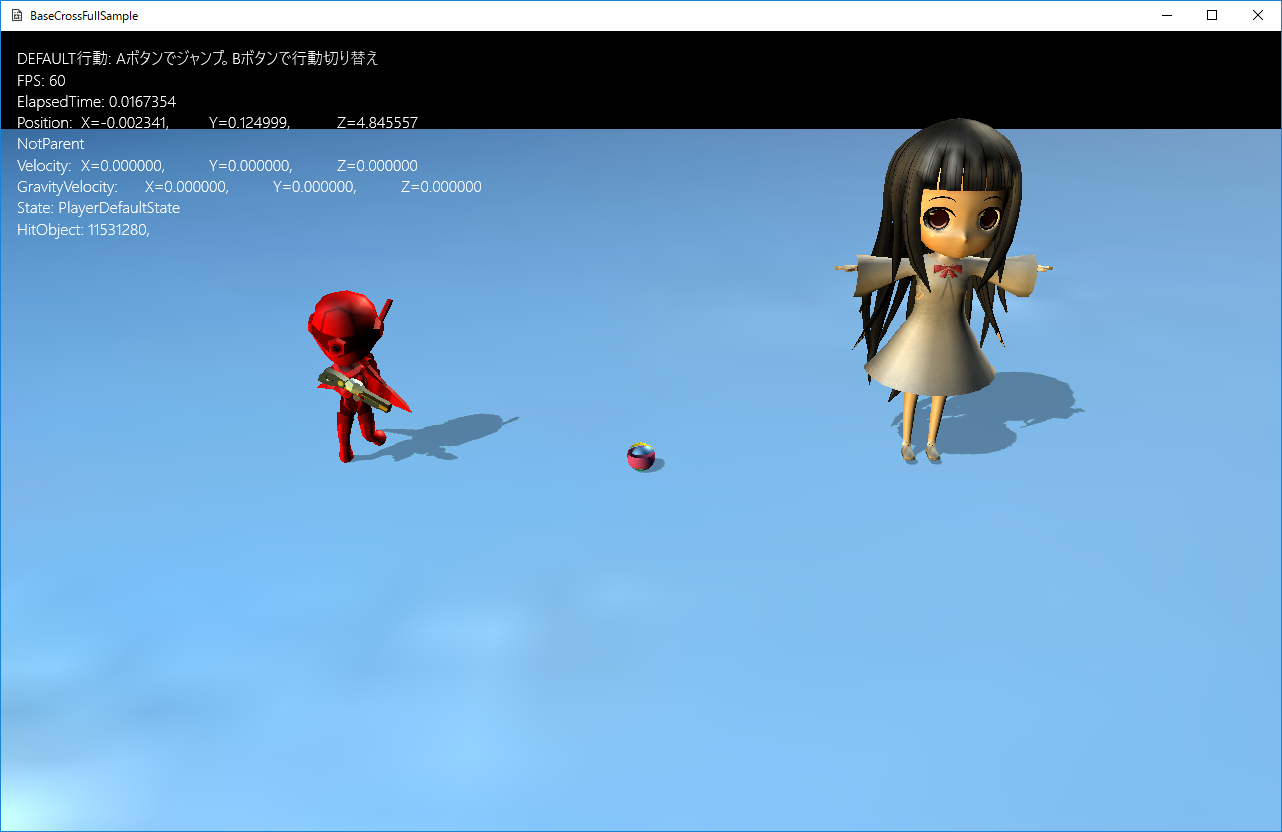 BaseCrossFullSample
DEFAULT行動: Aボタンでジャンプ。Bボタンで行動切り替え
FPS: 60
ElapsedTime: 0.0167354
Position: X=-0.002341, Y=0.124999, Z=4.845557
NotParent
Velocity: X=0.000000, Y=0.000000, Z=0.000000
GravityVelocity: X=0.000000, Y=0.000000, Z=0.000000
State: PlayerDefaultState
HitObject: 11531280,